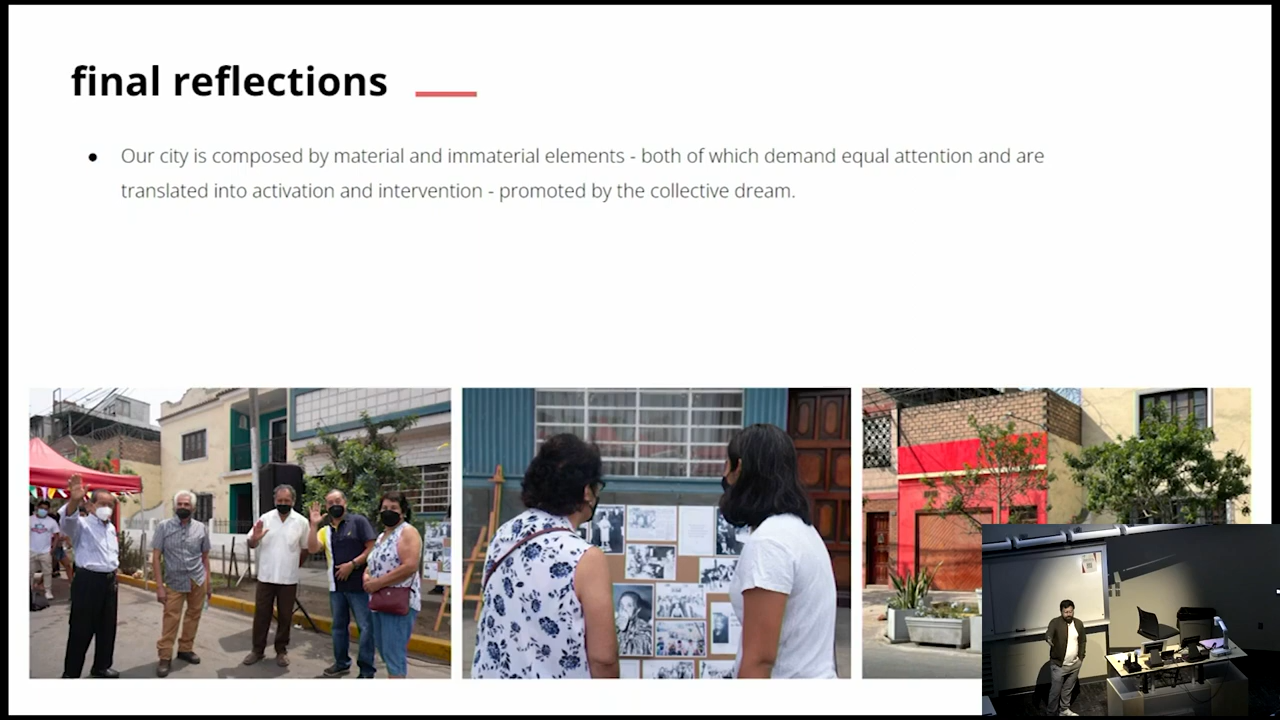 final reflections
● Our city is composed by material and immaterial elements - both of which demand equal attention and are
translated into activation and intervention - promoted by the collective dream.